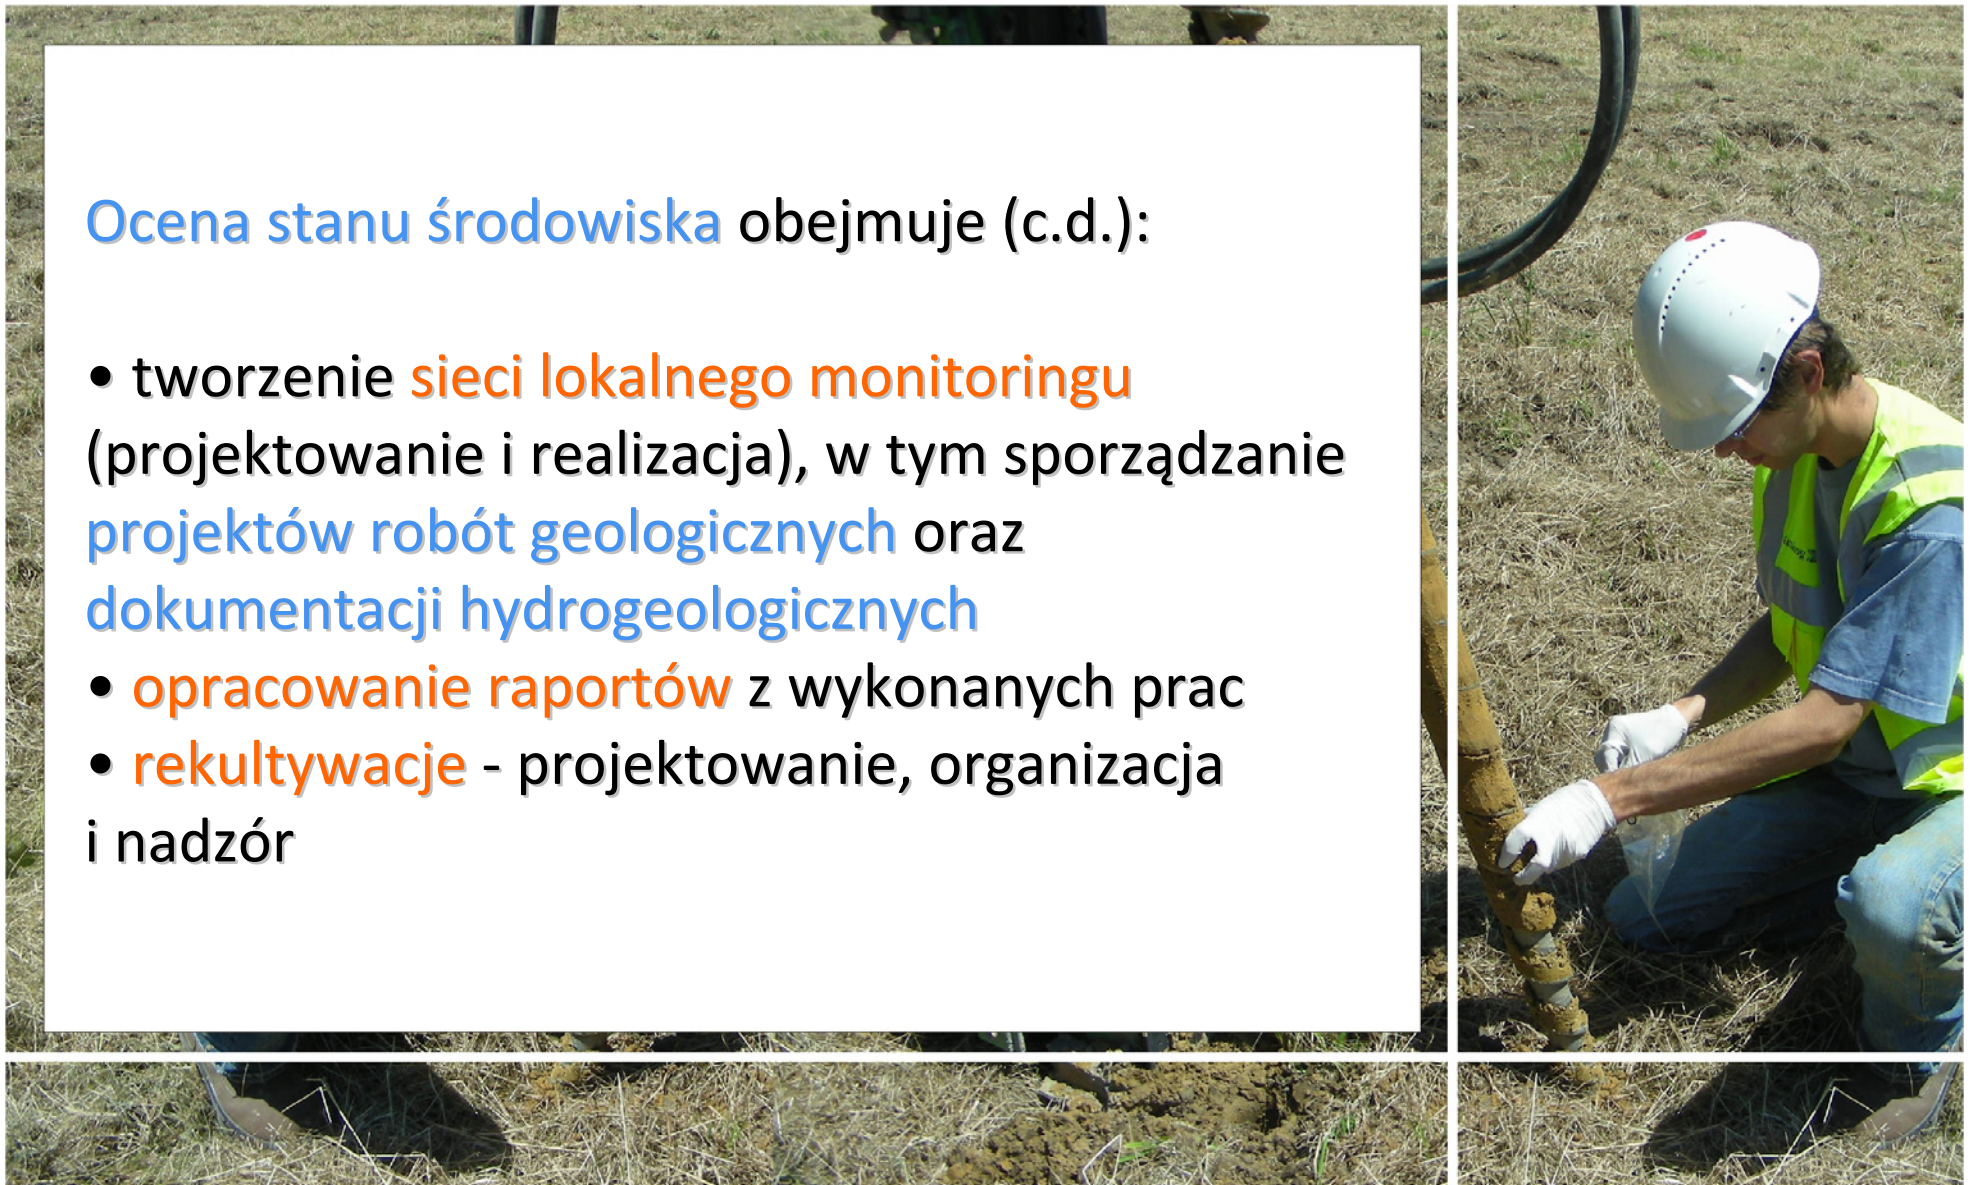 Ocena stanu środowiska obejmuje (c.d.):
• tworzenie sieci lokalnego monitoringu
(projektowanie i realizacja), w tym sporządzanie
projektów robót geologicznych oraz
dokumentacji hydrogeologicznych
• opracowanie raportów z wykonanych prac
• rekultywacje - projektowanie, organizacja
i nadzór